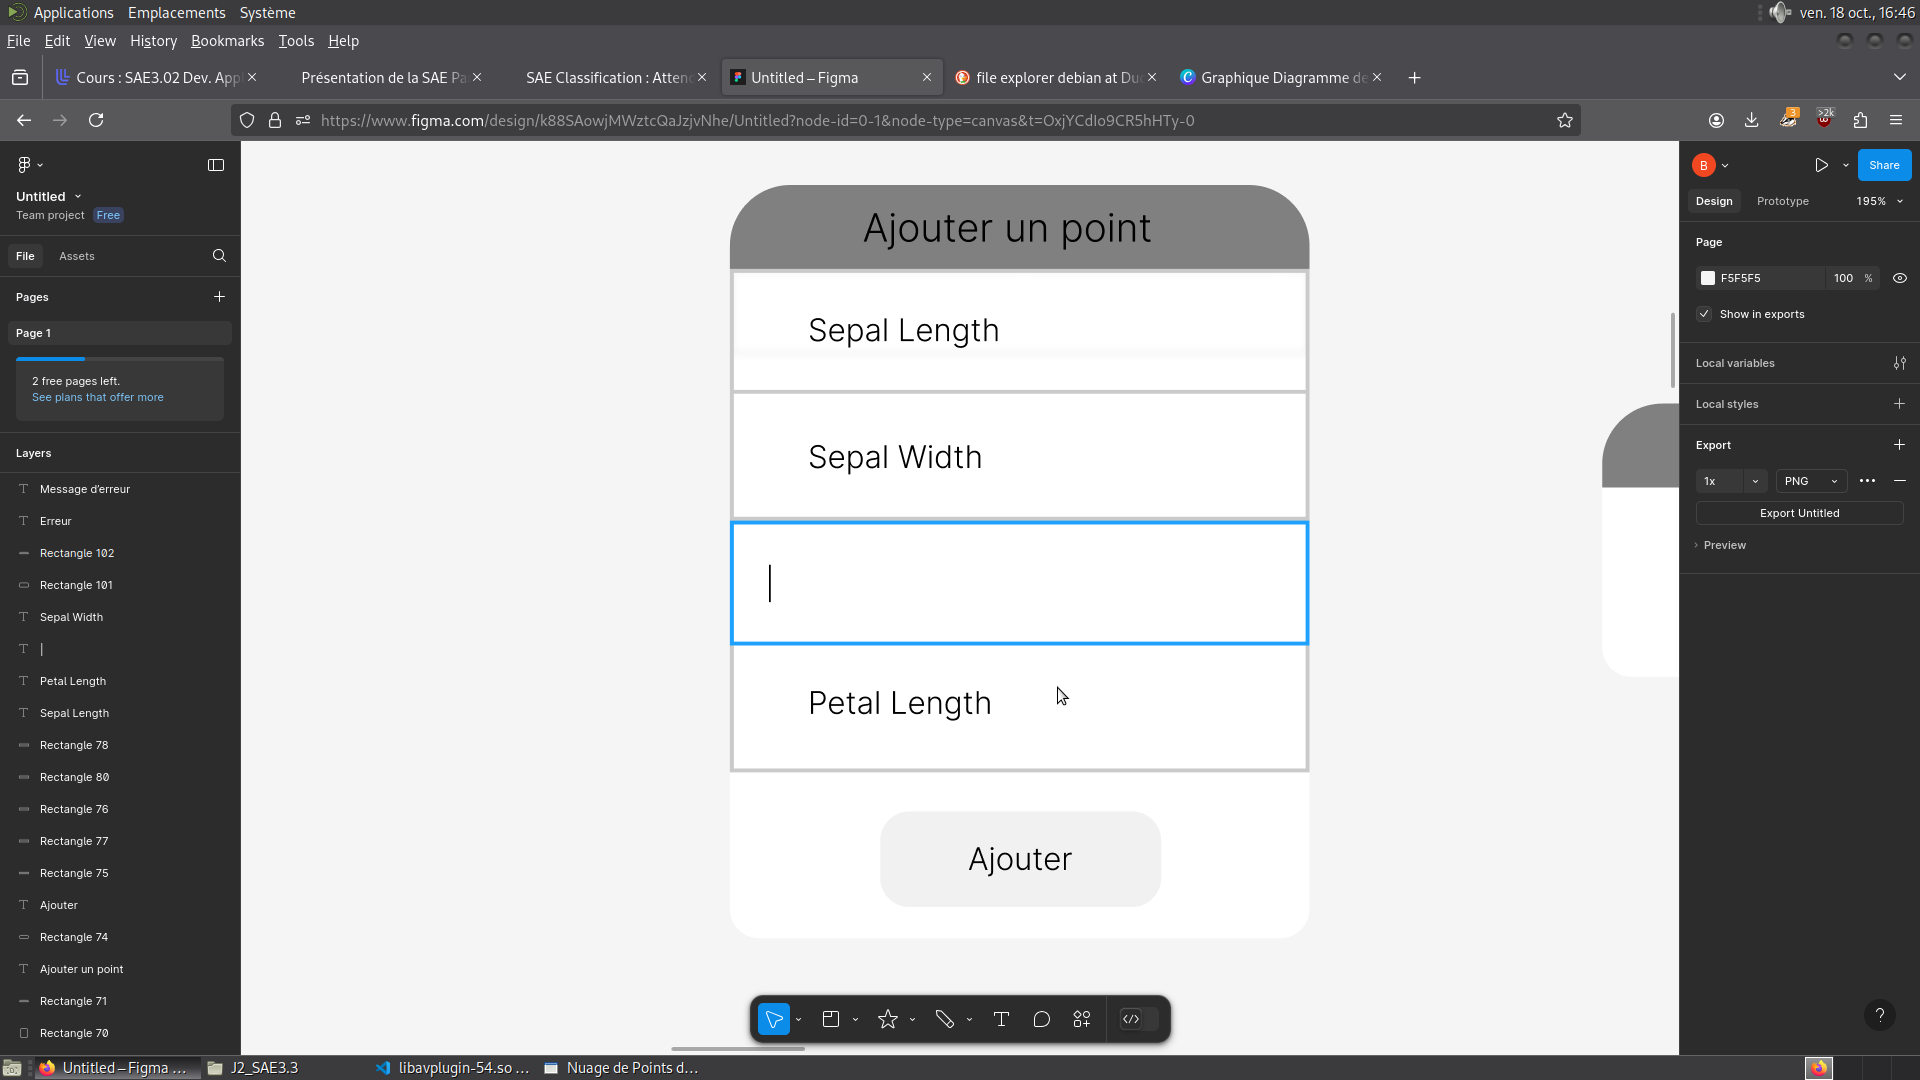 Applications Emplacements Système
ven. 18 oct., 16:46
File Edit View History Bookmarks Tools Help
Cours : SAE3.02 Dev. App
Présentation de la SAE Pa
SAE Classification : Atten
Untitled – Figma
file explorer debian at Du
Graphique Diagramme de
https://www.figma.com/design/k88SAowjMWztcQaJzjvNhe/Untitled?node-id=0-1&node-type=canvas&t=OxjYCdIo9CR5hHTy-0
3
>2k
Untitled
Team project Free
File Assets
Pages
Page 1
2 free pages left.
See plans that offer more
Layers
Message d'erreur
Erreur
Rectangle 102
Rectangle 101
Sepal Width
|
Petal Length
Sepal Length
Rectangle 78
Rectangle 80
Rectangle 76
Rectangle 77
Rectangle 75
Ajouter
Rectangle 74
Ajouter un point
Rectangle 71
Rectangle 70
Ajouter un point
Sepal Length
Sepal Width
|
Petal Length
Ajouter
B
Share
Design Prototype 195%
Page
F5F5F5 100 %
Show in exports
Local variables
Local styles
Export
1x PNG
Export Untitled
Preview
?
Untitled – Figma ...
J2_SAE3.3
libavplugin-54.so ...
Nuage de Points d...